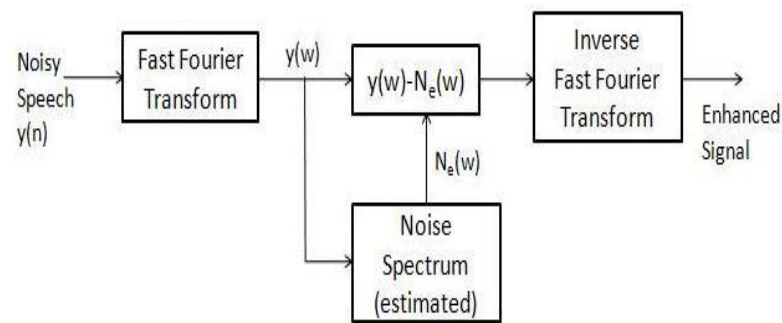 Noisy
Speech
y(n)
Fast Fourier
Transform
y(w)
y(w)-Nₑ(w)
Inverse
Fast Fourier
Transform
Enhanced
Signal
Nₑ(w)
Noise
Spectrum
(estimated)